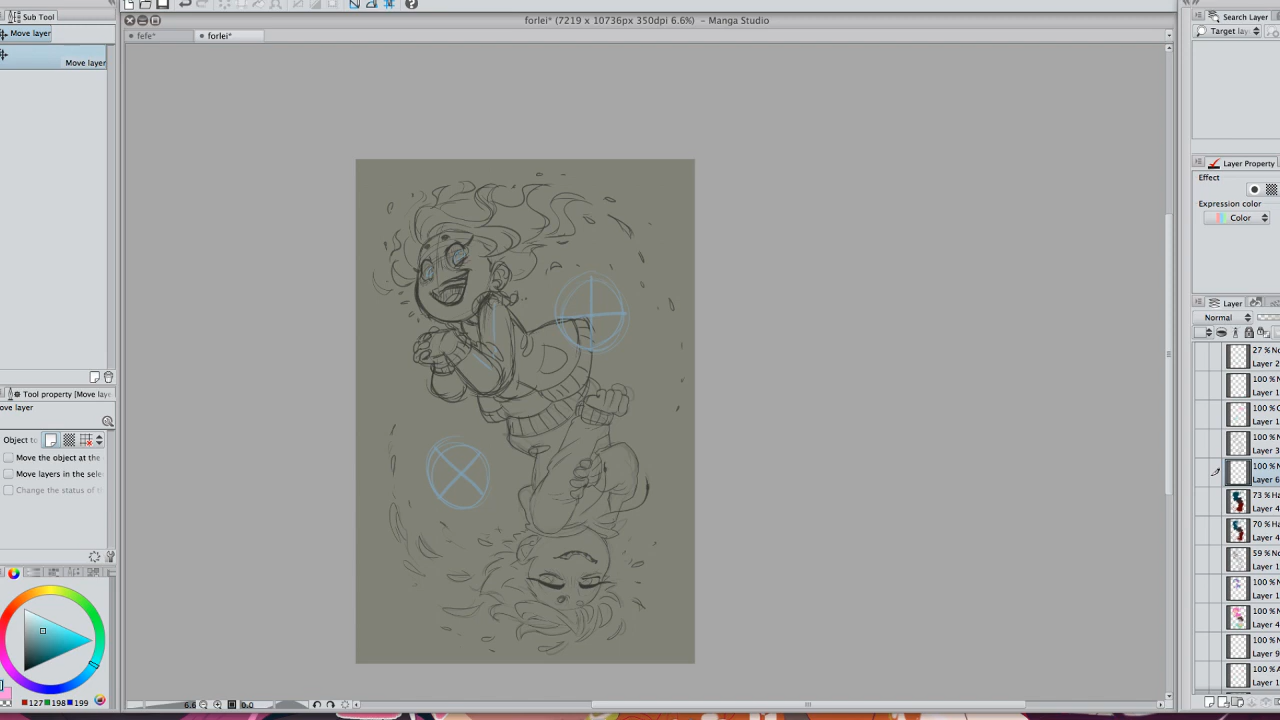 forlei* (7219 x 10736px 350dpi 6.6%) - Manga Studio
fefe*
forlei*
Sub Tool
Move layer
Move layer
Tool property [Move laye
ove layer
Object to
Move the object at the
Move layers in the sele
Change the status of th
127 198 199
6.6
0.0
Search Layer
Target lay
Layer Property
Effect
Expression color
Color
Layer
Normal
27 % No
Layer 2
100 % N
Layer 1
100 % C
Layer 1
100 % N
Layer 3
100 % N
Layer 6
73 % Ha
Layer 4
70 % Ha
Layer 4
59 % No
Layer 1
100 % N
Layer 1
100 % N
Layer 4
100 % N
Layer 9
100 % A
Layer 1